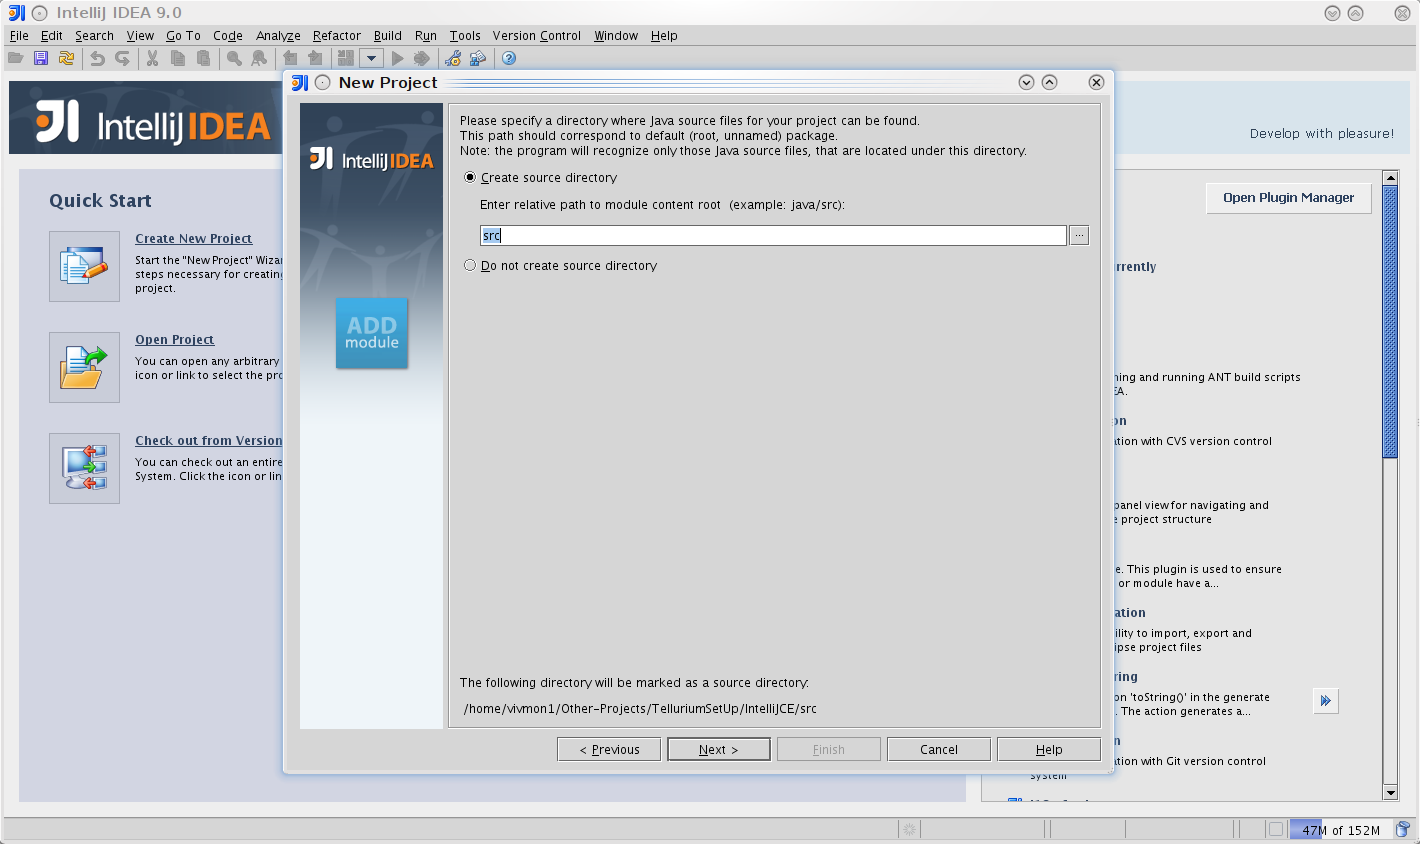 IntelliJ IDEA 9.0
File Edit Search View Go To Code Analyze Refactor Build Run Tools Version Control Window Help
IntelliJ IDEA
Develop with pleasure!
Quick Start
Create New Project
Start the "New Project" Wiza
steps necessary for creating
project.
Open Project
You can open any arbitrary
icon or link to select the pro
Check out from Version
You can check out an entire
System. Click the icon or lin
New Project
IntelliJ IDEA
ADD
module
Please specify a directory where Java source files for your project can be found.
This path should correspond to default (root, unnamed) package.
Note: the program will recognize only those Java source files, that are located under this directory.
Create source directory
Enter relative path to module content root (example: java/src):
src
...
Do not create source directory
The following directory will be marked as a source directory:
/home/vivmon1/Other-Projects/TelluriumSetUp/IntelliJCE/src
< Previous
Next >
Finish
Cancel
Help
Open Plugin Manager
rrently
ning and running ANT build scripts
EA.
on
ation with CVS version control
panel view for navigating and
e project structure
e. This plugin is used to ensure
or module have a...
ation
ility to import, export and
ipse project files
ring
on 'toString()' in the generate
. The action generates a...
n
ation with Git version control
system
47M of 152M